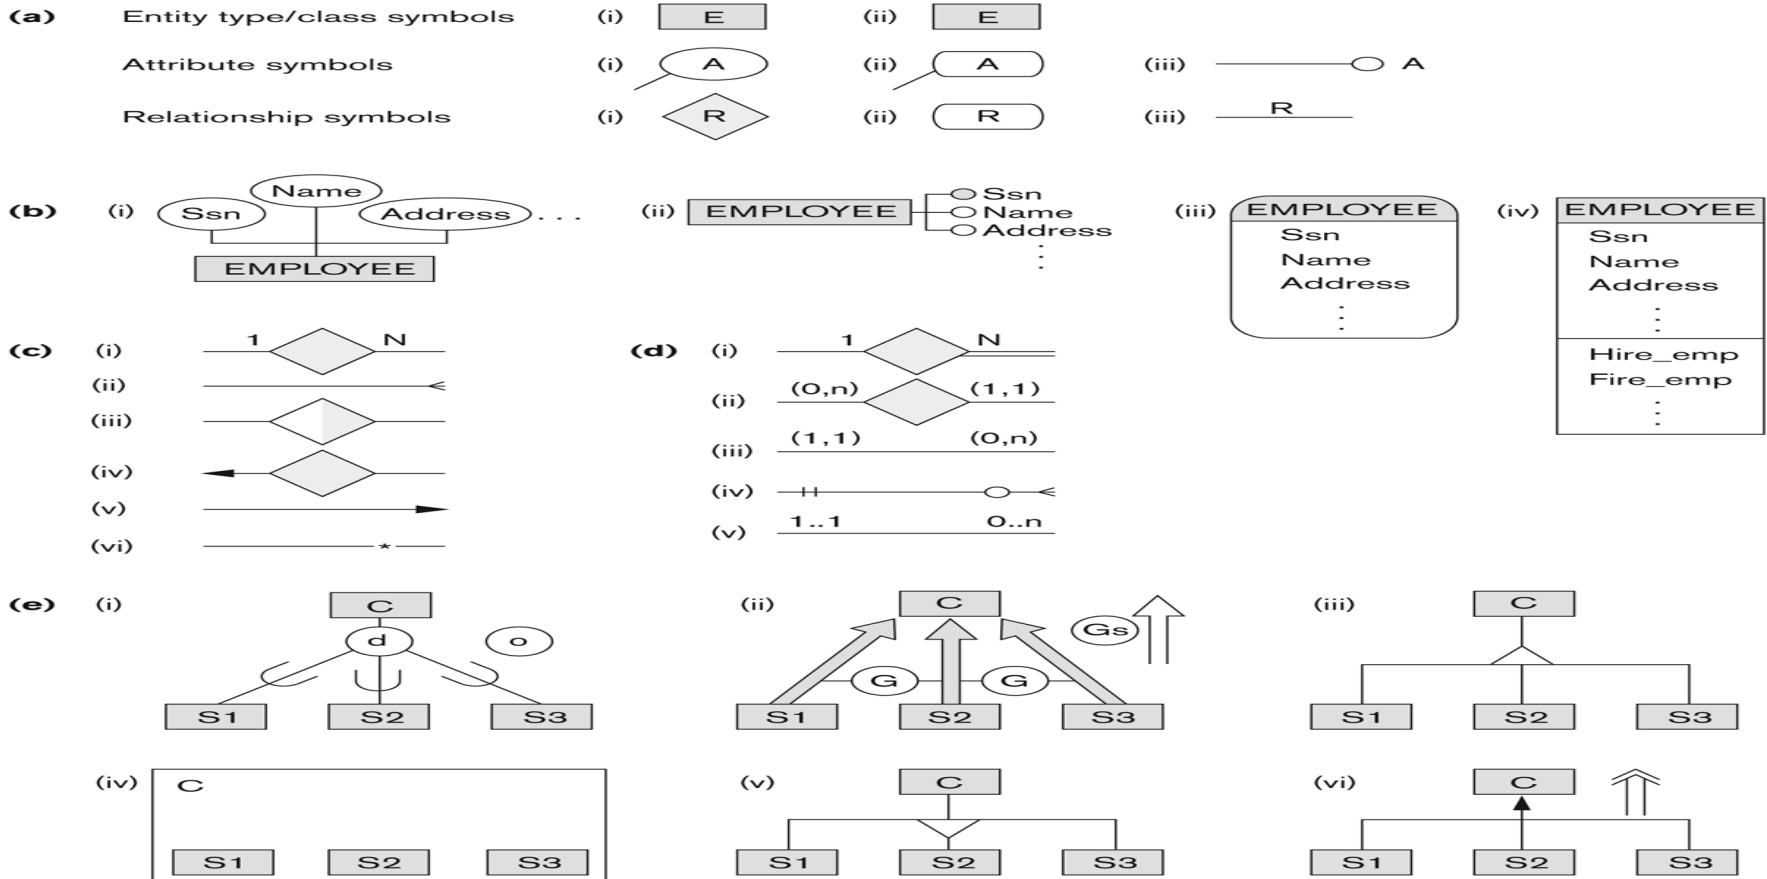 (a) Entity type/class symbols (i) E (ii) E
Attribute symbols (i) A (ii) A (iii) A
Relationship symbols (i) R (ii) R (iii) R
(b) (i) Ssn Name Address . . .
EMPLOYEE
(ii) EMPLOYEE Ssn
Name
Address
(iii) EMPLOYEE
Ssn
Name
Address
(iv) EMPLOYEE
Ssn
Name
Address
Hire_emp
Fire_emp
(c) (i) 1 N
(ii)
(iii)
(iv)
(v)
(vi) *
(d) (i) 1 N
(ii) (0,n) (1,1)
(iii) (1,1) (0,n)
(iv)
(v) 1..1 0..n
(e) (i) C
d o
S1 S2 S3
(ii) C
Gs
G G
S1 S2 S3
(iii) C
S1 S2 S3
(iv) C
S1 S2 S3
(v) C
S1 S2 S3
(vi) C
S1 S2 S3